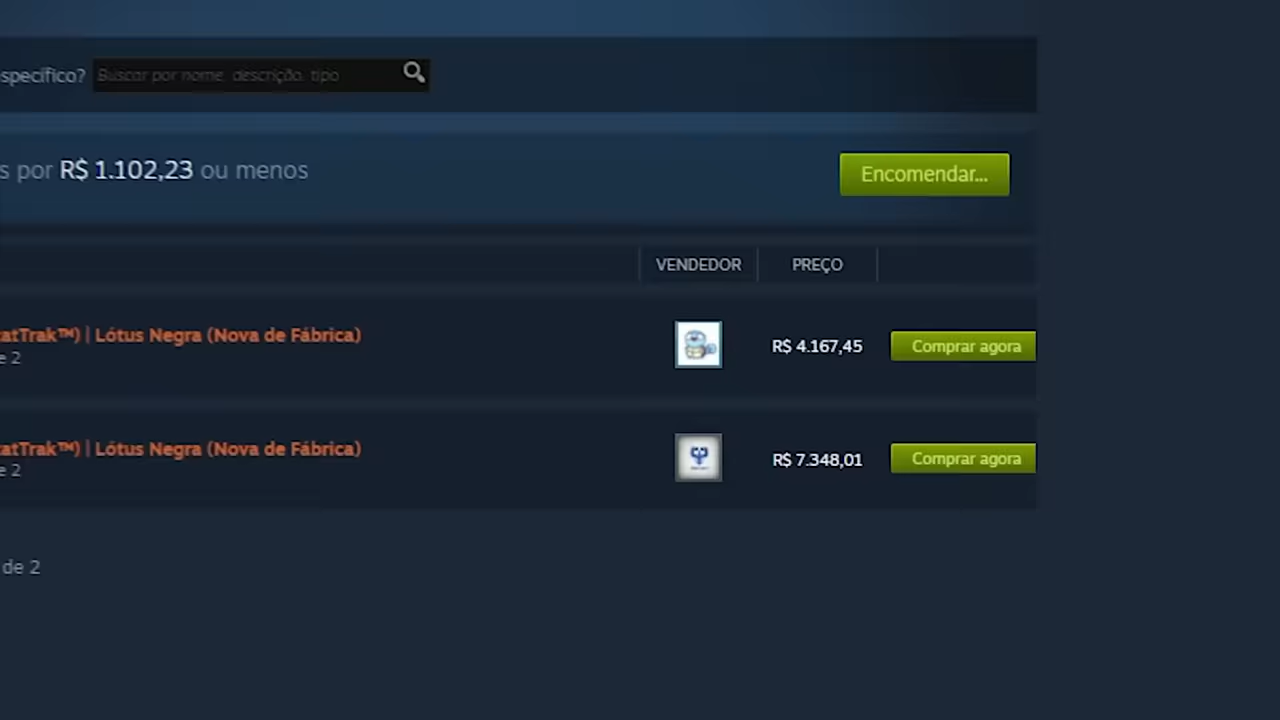 specífico? Buscar por nome, descrição, tipo
s por R$ 1.102,23 ou menos
Encomendar...
VENDEDOR PREÇO
tatTrak™) | Lótus Negra (Nova de Fábrica)
e 2
R$ 4.167,45 Comprar agora
tatTrak™) | Lótus Negra (Nova de Fábrica)
e 2
R$ 7.348,01 Comprar agora
de 2